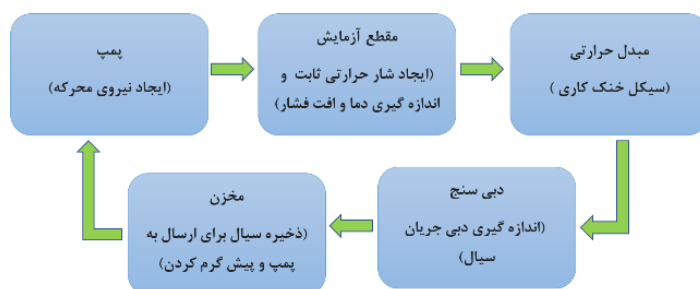 پمپ
(ایجاد نیروی محرکه)
مقطع آزمایش
(ایجاد شار حرارتی ثابت و
اندازه گیری دما و افت فشار)
مبدل حرارتی
(سیکل خنک کاری )
دبی سنج
(اندازه گیری دبی جریان
سیال)
مخزن
(ذخیره سیال برای ارسال به
پمپ و پیش گرم کردن)